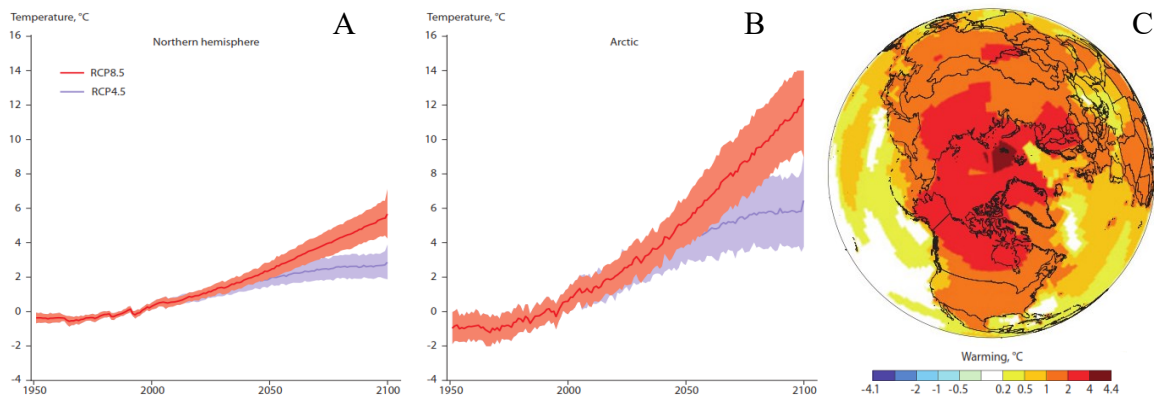 Temperature, °C
A
16
Northern hemisphere
14
RCP8.5
12
RCP4.5
10
8
6
4
2
0
-2
-4
1950
2000
2050
2100
Temperature, °C
B
16
Arctic
14
12
10
8
6
4
2
0
-2
-4
1950
2000
2050
2100
C
Warming, °C
-4.1 -2 -1 -0.5 0.2 0.5 1 2 4 4.4